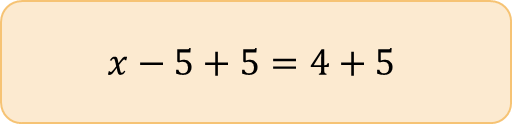 x − 5 + 5 = 4 + 5